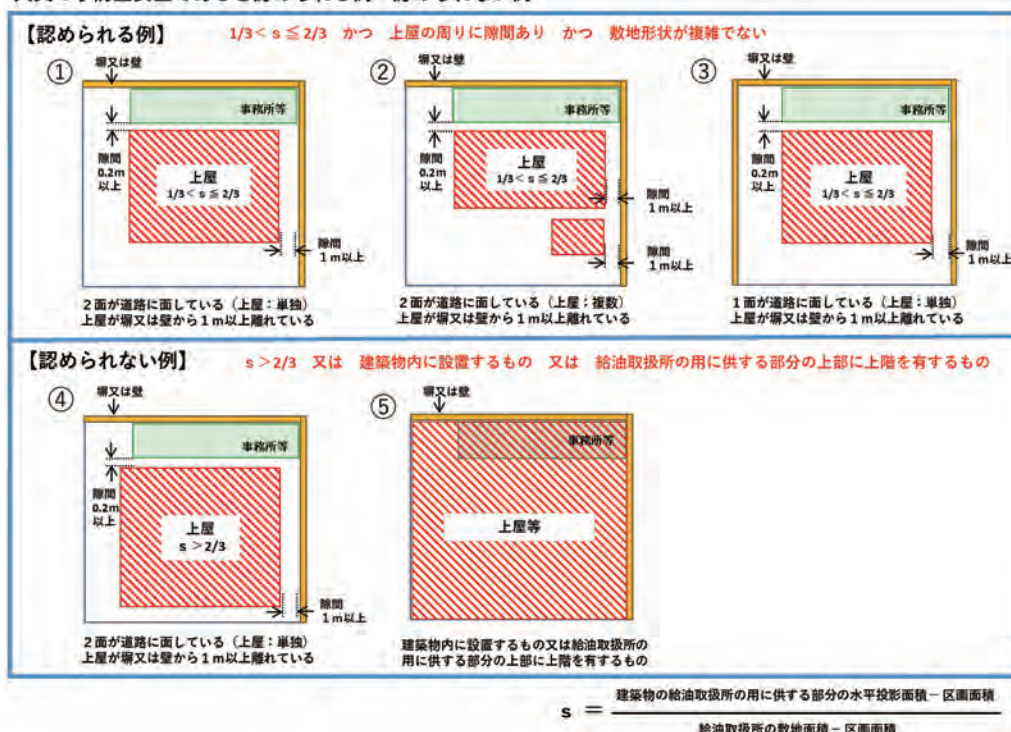 【認められる例】
1/3＜s≦2/3　かつ　上屋の周りに隙間あり　かつ　敷地形状が複雑でない
①
塀又は壁
事務所等
隙間
0.2m
以上
上屋
1/3＜s≦2/3
隙間
1m以上
2面が道路に面している（上屋：単独）
上屋が塀又は壁から1m以上離れている
②
塀又は壁
事務所等
隙間
0.2m
以上
上屋
1/3＜s≦2/3
隙間
1m以上
隙間
1m以上
2面が道路に面している（上屋：複数）
上屋が塀又は壁から1m以上離れている
③
塀又は壁
事務所等
隙間
0.2m
以上
上屋
1/3＜s≦2/3
隙間
1m以上
1面が道路に面している（上屋：単独）
上屋が塀又は壁から1m以上離れている
【認められない例】
s＞2/3　又は　建築物内に設置するもの　又は　給油取扱所の用に供する部分の上部に上階を有するもの
④
塀又は壁
事務所等
隙間
0.2m
以上
上屋
s＞2/3
隙間
1m以上
2面が道路に面している（上屋：単独）
上屋が塀又は壁から1m以上離れている
⑤
塀又は壁
事務所等
上屋等
建築物内に設置するもの又は給油取扱所の
用に供する部分の上部に上階を有するもの
s ＝
建築物の給油取扱所の用に供する部分の水平投影面積－区画面積
給油取扱所の敷地面積－区画面積